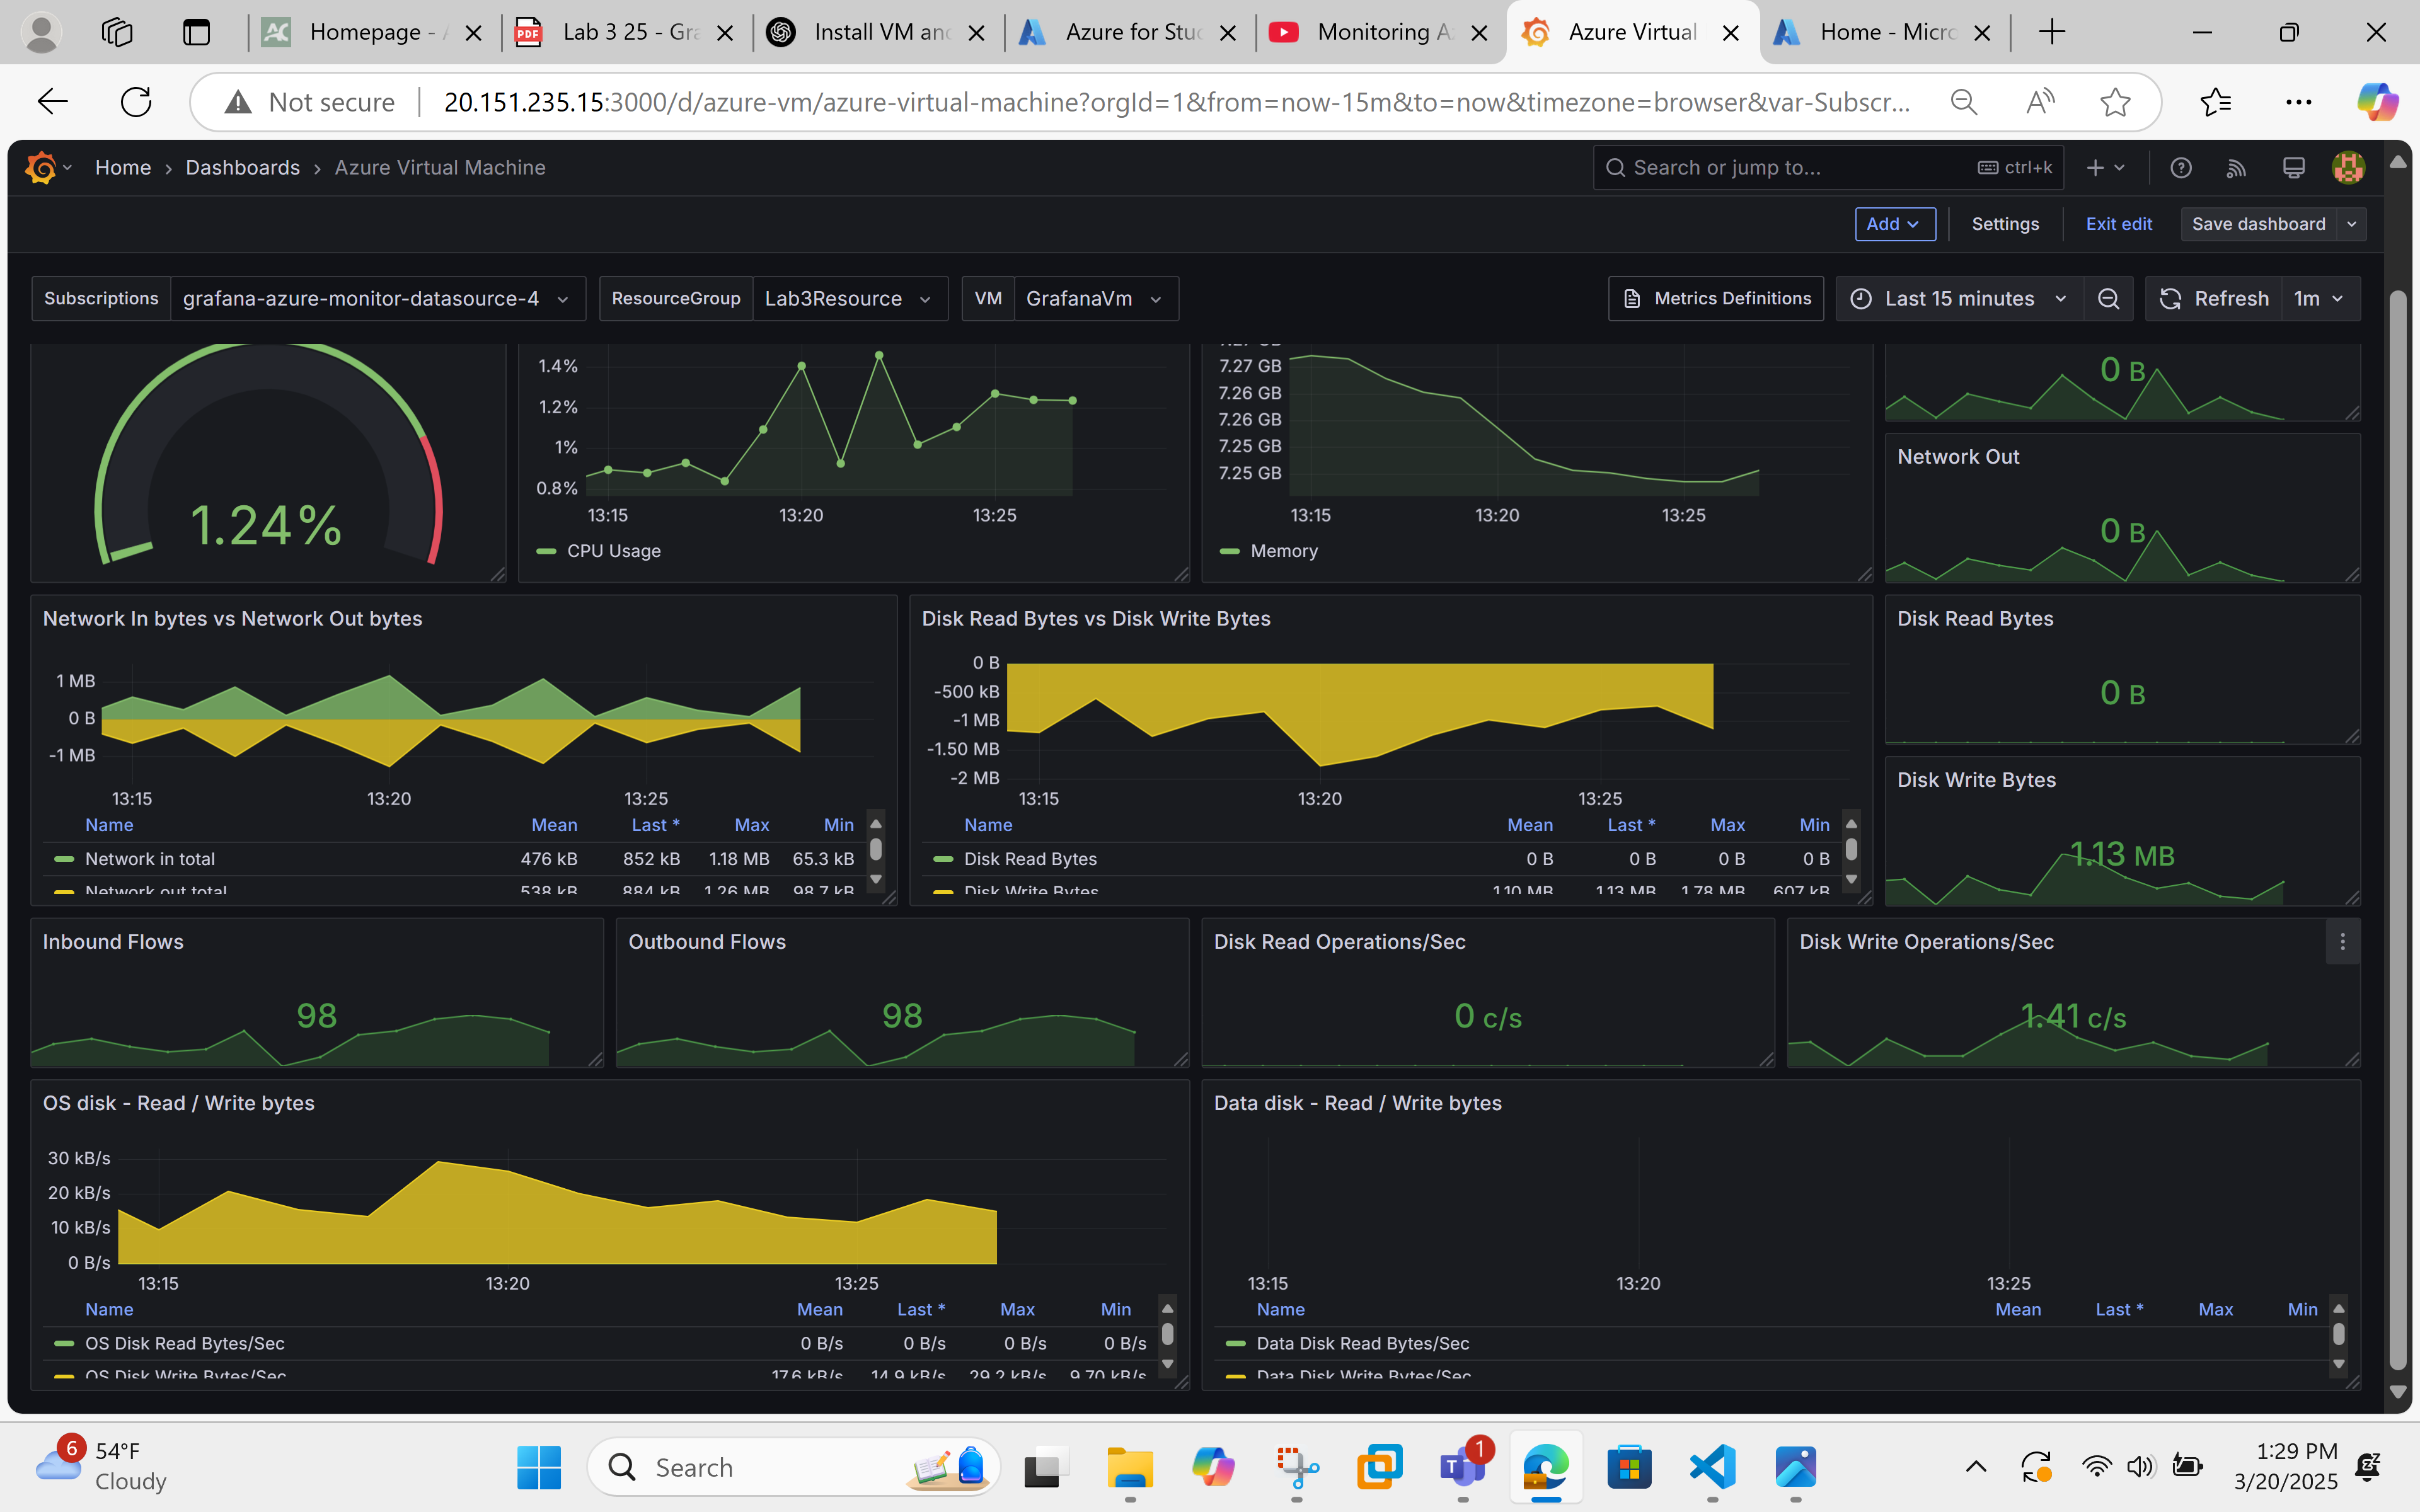 Homepage - A
Lab 3 25 - Gra
Install VM and
Azure for Stuc
Monitoring A
Azure Virtual
Home - Micro
Not secure
20.151.235.15:3000/d/azure-vm/azure-virtual-machine?orgId=1&from=now-15m&to=now&timezone=browser&var-Subscr...
Home > Dashboards > Azure Virtual Machine
Search or jump to...
ctrl+k
Add
Settings
Exit edit
Save dashboard
Subscriptions
grafana-azure-monitor-datasource-4
ResourceGroup
Lab3Resource
VM
GrafanaVm
Metrics Definitions
Last 15 minutes
Refresh
1m
1.24%
1.4%
1.2%
1%
0.8%
13:15 13:20 13:25
CPU Usage
7.27 GB
7.26 GB
7.26 GB
7.25 GB
7.25 GB
13:15 13:20 13:25
Memory
0 B
Network Out
0 B
Network In bytes vs Network Out bytes
1 MB
0 B
-1 MB
13:15 13:20 13:25
Name Mean Last * Max Min
Network in total 476 kB 852 kB 1.18 MB 65.3 kB
Network out total 538 kB 884 kB 1.26 MB 98.7 kB
Disk Read Bytes vs Disk Write Bytes
0 B
-500 kB
-1 MB
-1.50 MB
-2 MB
13:15 13:20 13:25
Name Mean Last * Max Min
Disk Read Bytes 0 B 0 B 0 B 0 B
Disk Write Bytes 1.10 MB 1.13 MB 1.78 MB 607 kB
Disk Read Bytes
0 B
Disk Write Bytes
1.13 MB
Inbound Flows
98
Outbound Flows
98
Disk Read Operations/Sec
0 c/s
Disk Write Operations/Sec
1.41 c/s
OS disk - Read / Write bytes
30 kB/s
20 kB/s
10 kB/s
0 B/s
13:15 13:20 13:25
Name Mean Last * Max Min
OS Disk Read Bytes/Sec 0 B/s 0 B/s 0 B/s 0 B/s
OS Disk Write Bytes/Sec 17.6 kB/s 14.9 kB/s 29.2 kB/s 9.70 kB/s
Data disk - Read / Write bytes
13:15 13:20 13:25
Name Mean Last * Max Min
Data Disk Read Bytes/Sec
Data Disk Write Bytes/Sec
6
54°F
Cloudy
Search
1
1:29 PM
3/20/2025